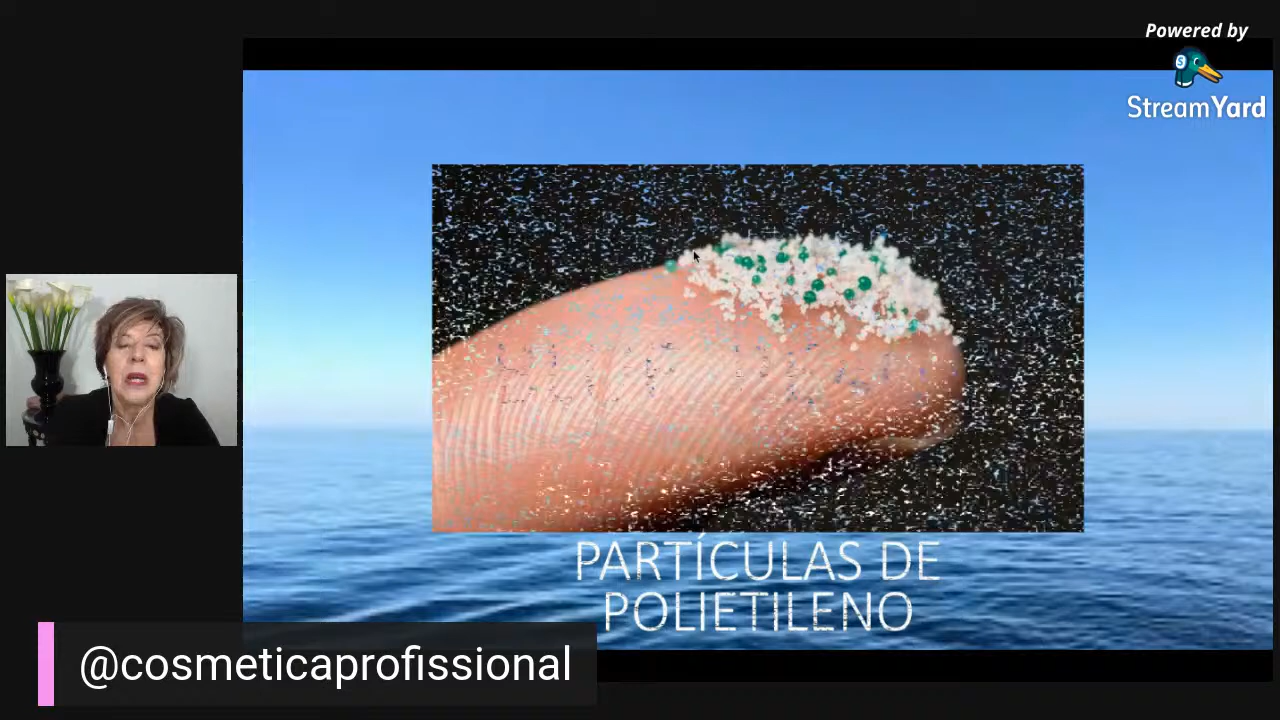 Powered by
StreamYard
PARTÍCULAS DE
POLIETILENO
@cosmeticaprofissional